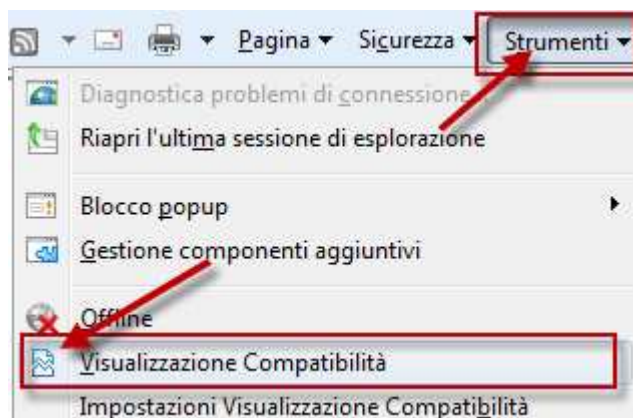 Pagina Sicurezza Strumenti
Diagnostica problemi di connessione
Riapri l'ultima sessione di esplorazione
Blocco popup
Gestione componenti aggiuntivi
Offline
Visualizzazione Compatibilità
Impostazioni Visualizzazione Compatibilità